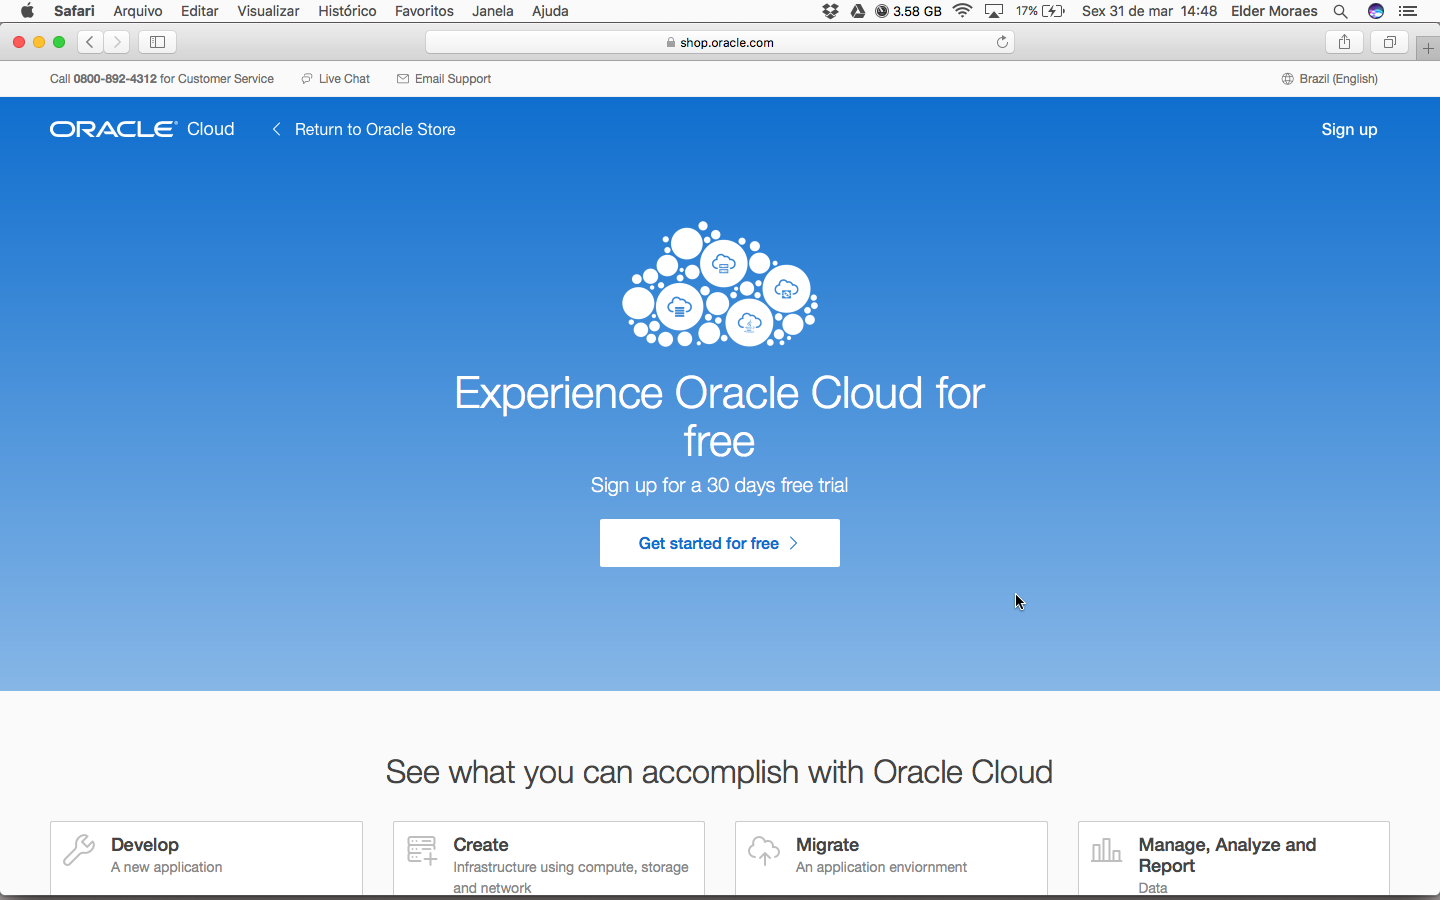 Safari Arquivo Editar Visualizar Histórico Favoritos Janela Ajuda 3.58 GB 17% Sex 31 de mar 14:48 Elder Moraes
shop.oracle.com
Call 0800-892-4312 for Customer Service Live Chat Email Support Brazil (English)
ORACLE Cloud Return to Oracle Store Sign up
Experience Oracle Cloud for
free
Sign up for a 30 days free trial
Get started for free
See what you can accomplish with Oracle Cloud
Develop
A new application
Create
Infrastructure using compute, storage
and network
Migrate
An application enviornment
Manage, Analyze and
Report
Data